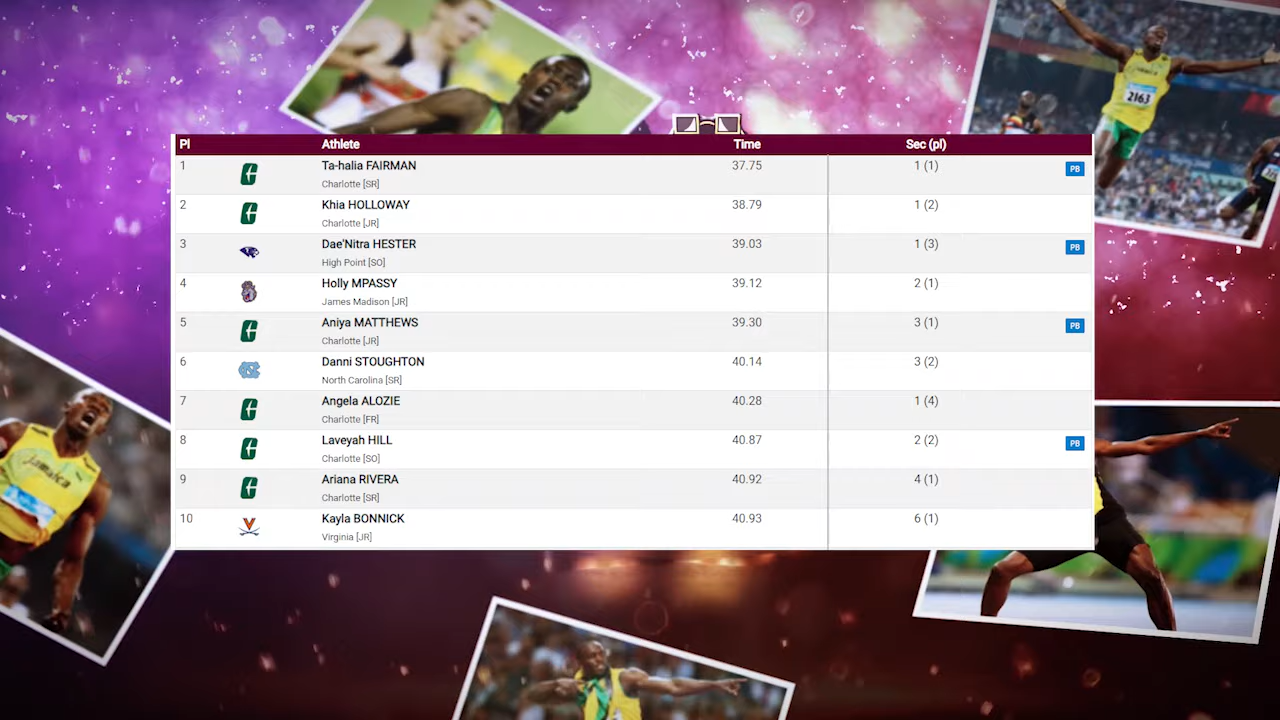 Pl Athlete Time Sec (pl)
1 Ta-halia FAIRMAN 37.75 1 (1) PB
Charlotte [SR]
2 Khia HOLLOWAY 38.79 1 (2)
Charlotte [JR]
3 Dae'Nitra HESTER 39.03 1 (3) PB
High Point [SO]
4 Holly MPASSY 39.12 2 (1)
James Madison [JR]
5 Aniya MATTHEWS 39.30 3 (1) PB
Charlotte [JR]
6 Danni STOUGHTON 40.14 3 (2)
North Carolina [SR]
7 Angela ALOZIE 40.28 1 (4)
Charlotte [FR]
8 Laveyah HILL 40.87 2 (2) PB
Charlotte [SO]
9 Ariana RIVERA 40.92 4 (1)
Charlotte [SR]
10 Kayla BONNICK 40.93 6 (1)
Virginia [JR]
2163
Jamaica